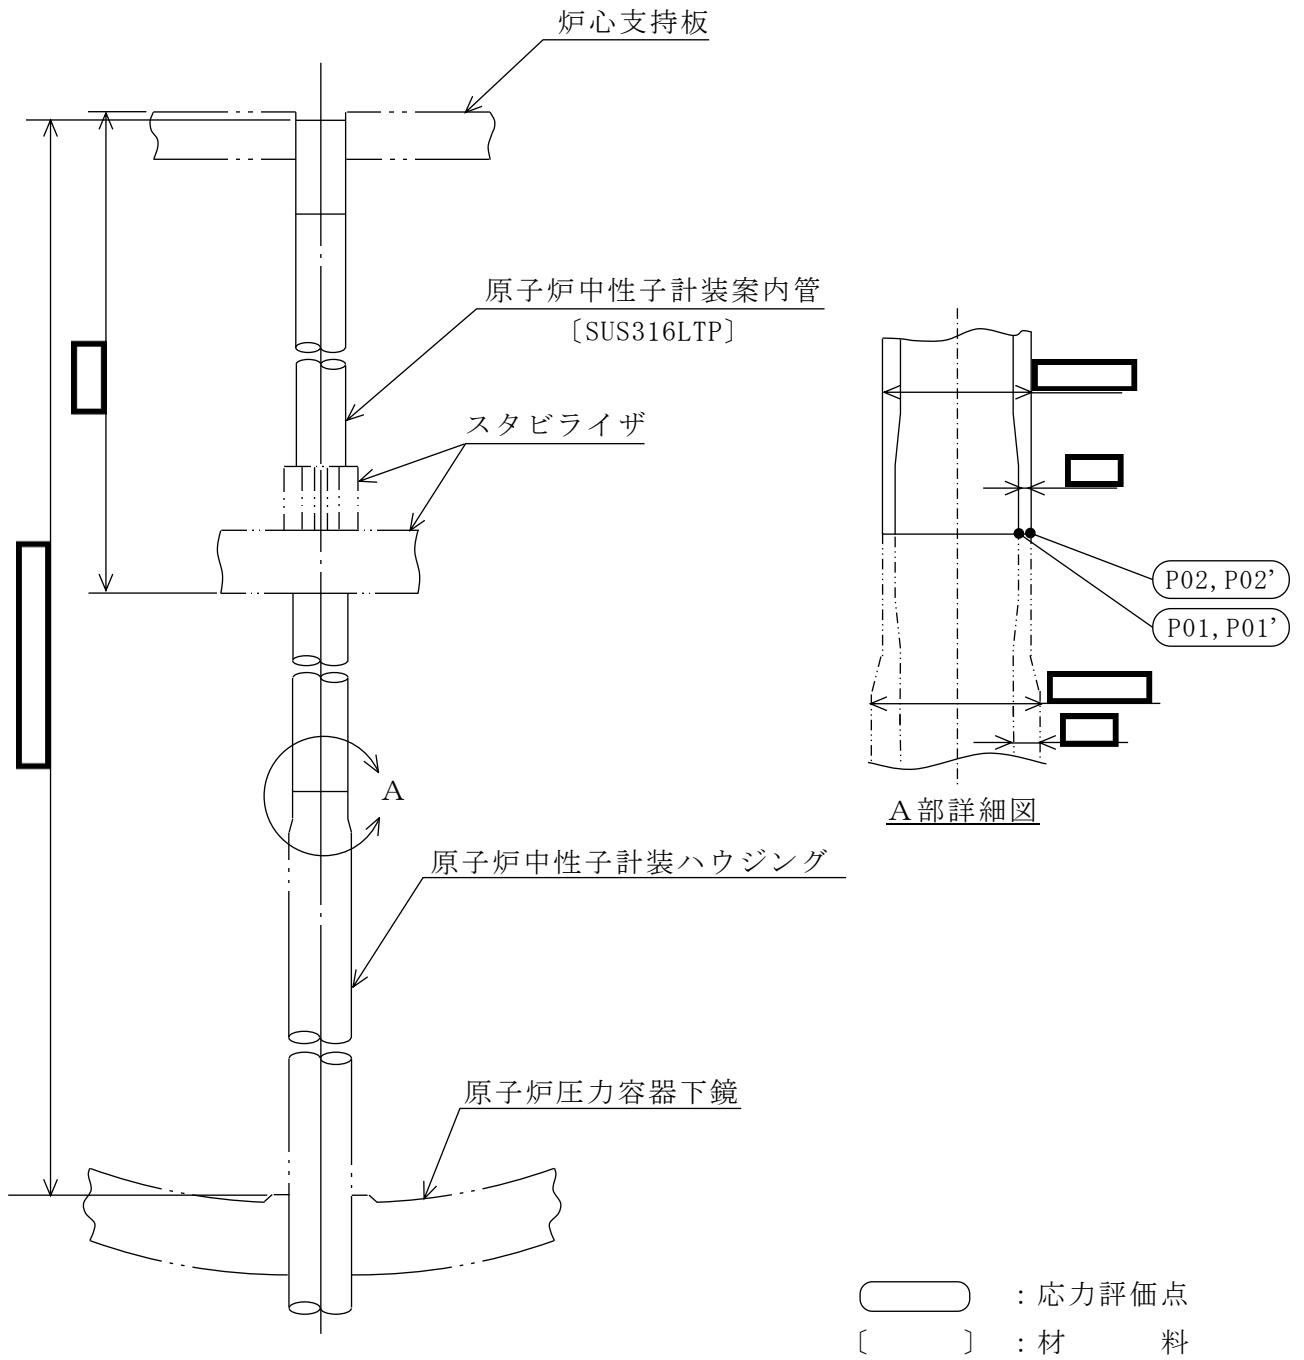 炉心支持板
原子炉中性子計装案内管
〔SUS316LTP〕
スタビライザ
P02, P02’
P01, P01’
A
A部詳細図
原子炉中性子計装ハウジング
原子炉圧力容器下鏡
：応力評価点
〔　　　〕：材　　　料